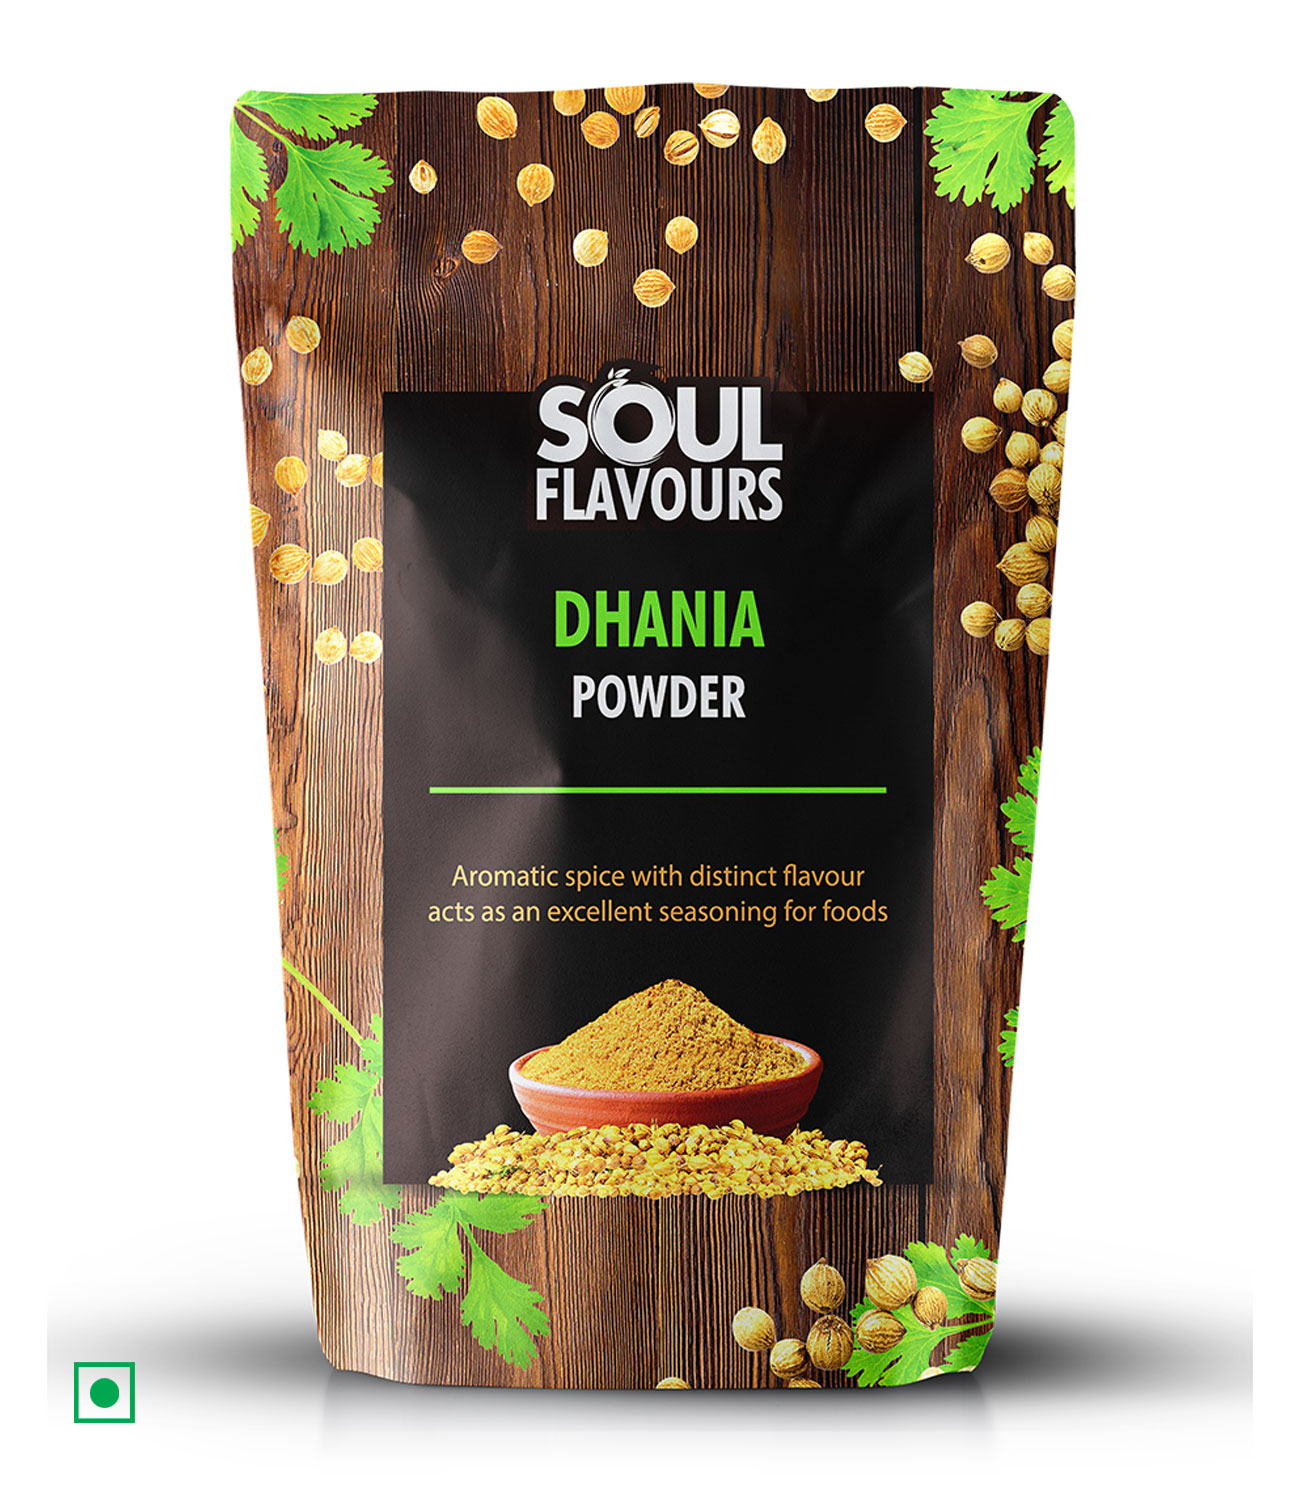 SOUL
FLAVOURS
DHANIA
POWDER
Aromatic spice with distinct flavour
acts as an excellent seasoning for foods